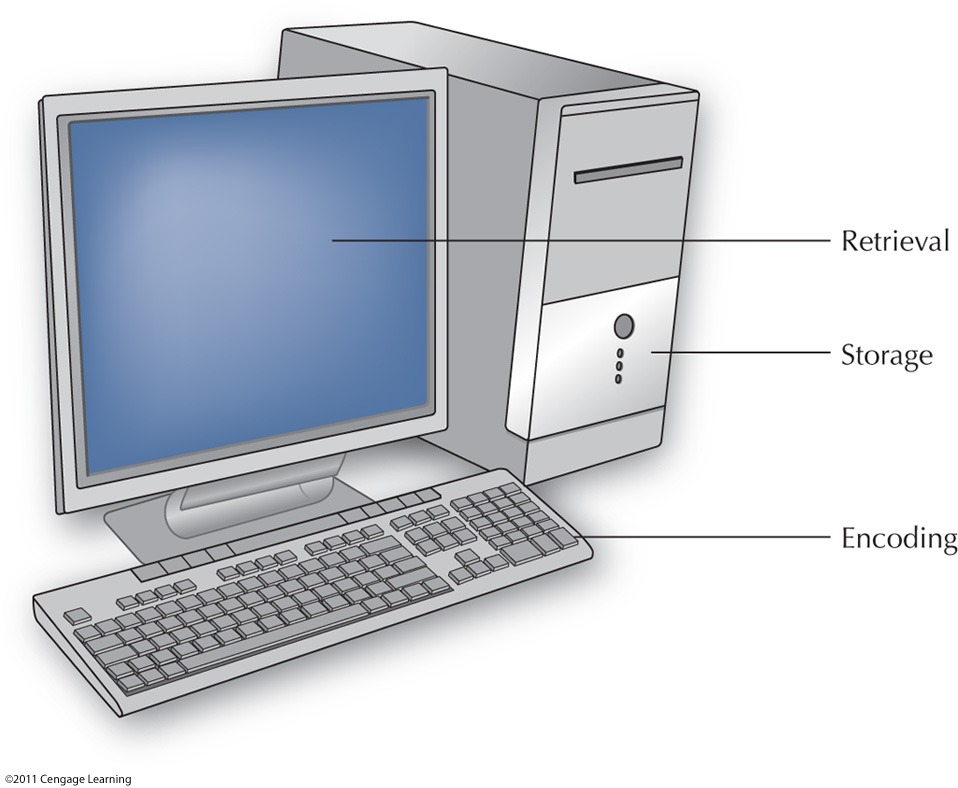 Retrieval
Storage
Encoding
©2011 Cengage Learning